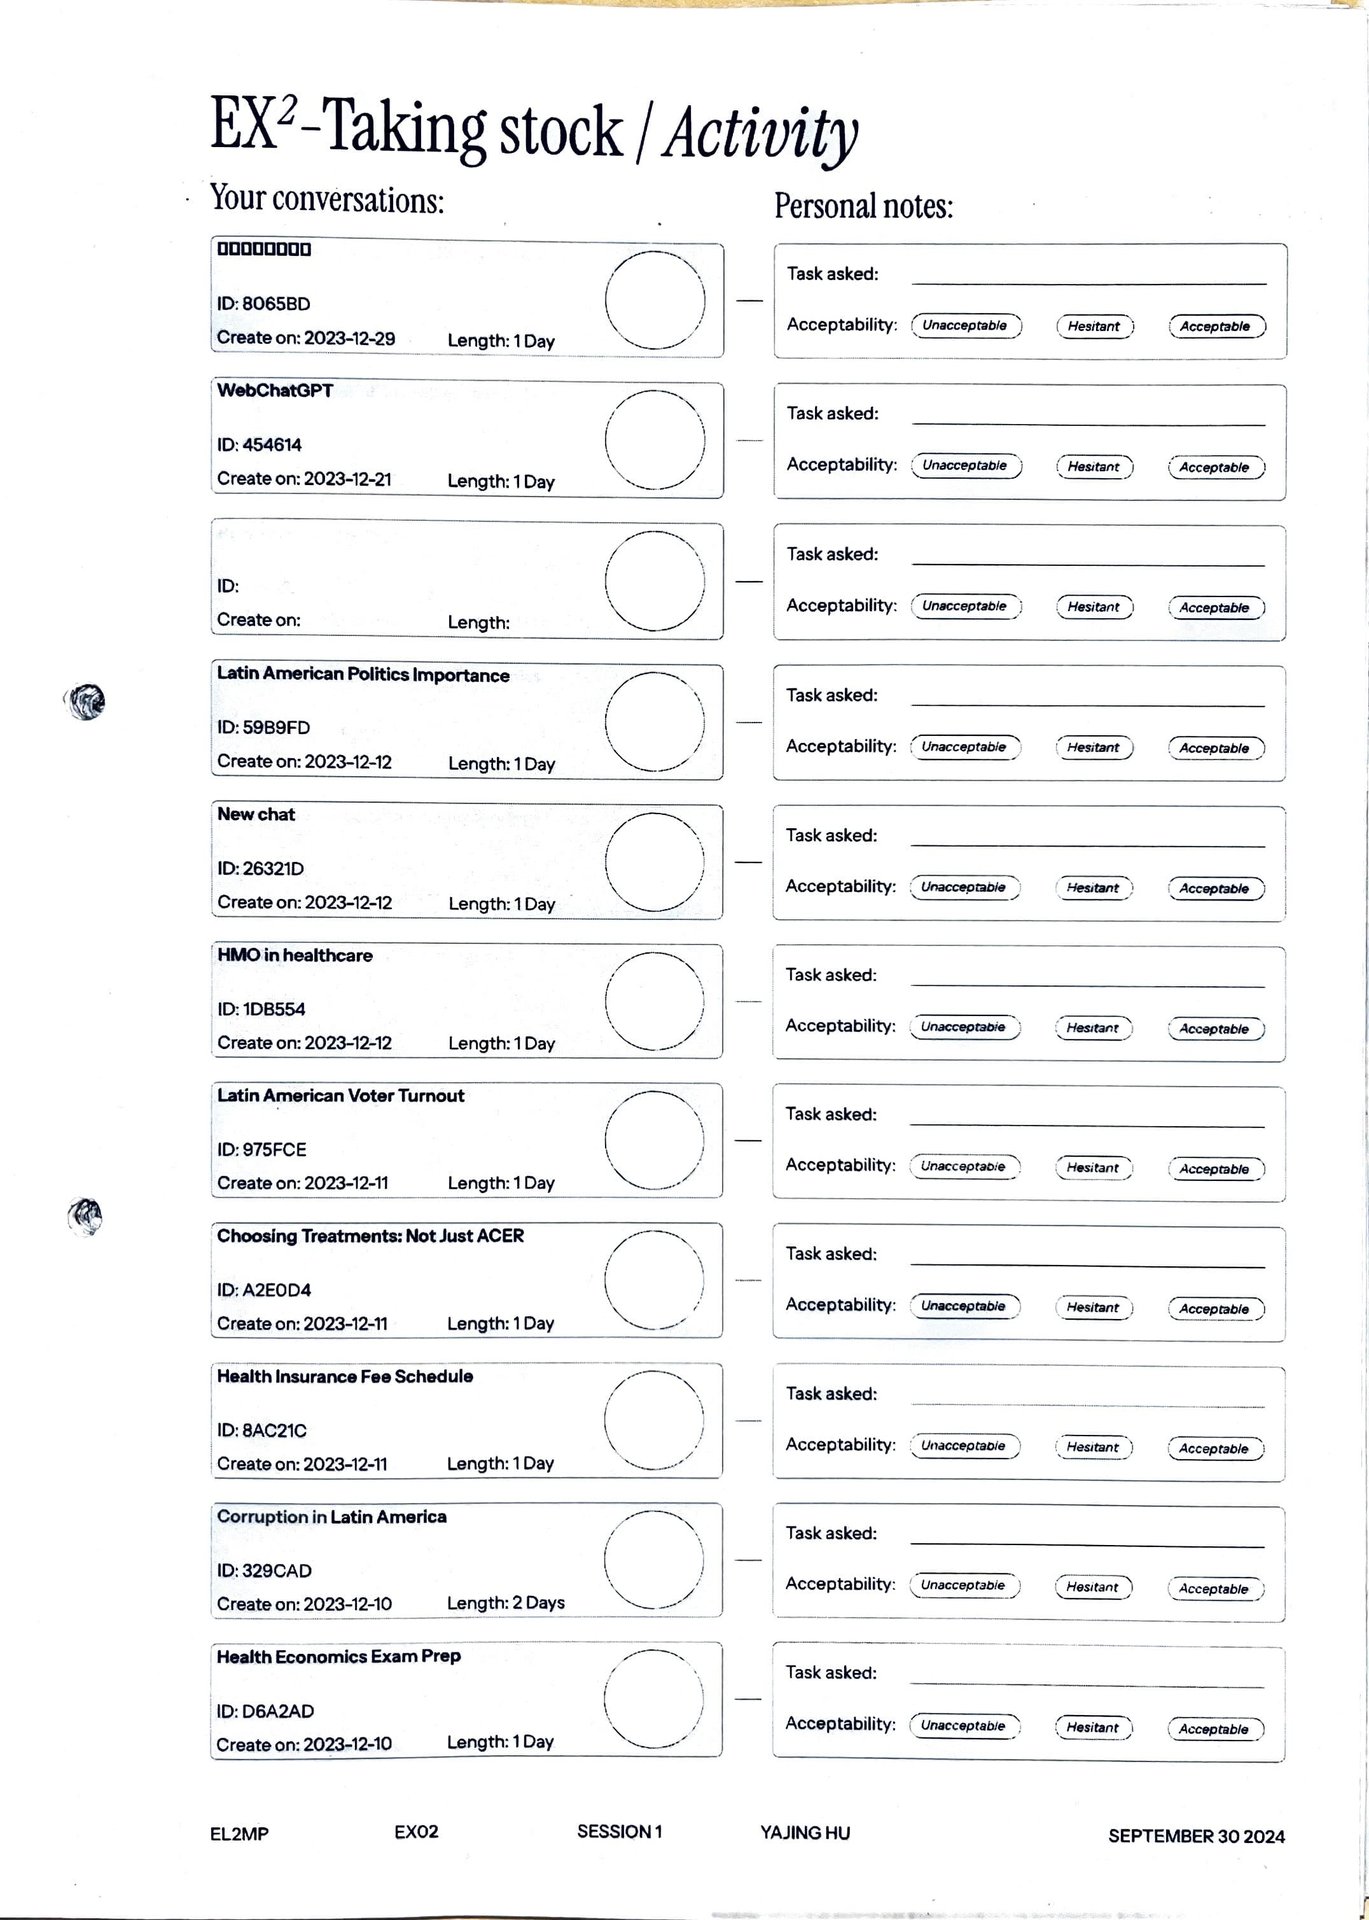 EX²-Taking stock / Activity
Your conversations:
Personal notes:
▯▯▯▯▯▯▯▯
ID: 8065BD
Create on: 2023-12-29 Length: 1 Day
Task asked:
Acceptability: Unacceptable Hesitant Acceptable
WebChatGPT
ID: 454614
Create on: 2023-12-21 Length: 1 Day
Task asked:
Acceptability: Unacceptable Hesitant Acceptable
ID:
Create on: Length:
Task asked:
Acceptability: Unacceptable Hesitant Acceptable
Latin American Politics Importance
ID: 59B9FD
Create on: 2023-12-12 Length: 1 Day
Task asked:
Acceptability: Unacceptable Hesitant Acceptable
New chat
ID: 26321D
Create on: 2023-12-12 Length: 1 Day
Task asked:
Acceptability: Unacceptable Hesitant Acceptable
HMO in healthcare
ID: 1DB554
Create on: 2023-12-12 Length: 1 Day
Task asked:
Acceptability: Unacceptable Hesitant Acceptable
Latin American Voter Turnout
ID: 975FCE
Create on: 2023-12-11 Length: 1 Day
Task asked:
Acceptability: Unacceptable Hesitant Acceptable
Choosing Treatments: Not Just ACER
ID: A2E0D4
Create on: 2023-12-11 Length: 1 Day
Task asked:
Acceptability: Unacceptable Hesitant Acceptable
Health Insurance Fee Schedule
ID: 8AC21C
Create on: 2023-12-11 Length: 1 Day
Task asked:
Acceptability: Unacceptable Hesitant Acceptable
Corruption in Latin America
ID: 329CAD
Create on: 2023-12-10 Length: 2 Days
Task asked:
Acceptability: Unacceptable Hesitant Acceptable
Health Economics Exam Prep
ID: D6A2AD
Create on: 2023-12-10 Length: 1 Day
Task asked:
Acceptability: Unacceptable Hesitant Acceptable
EL2MP EX02 SESSION 1 YAJING HU SEPTEMBER 30 2024